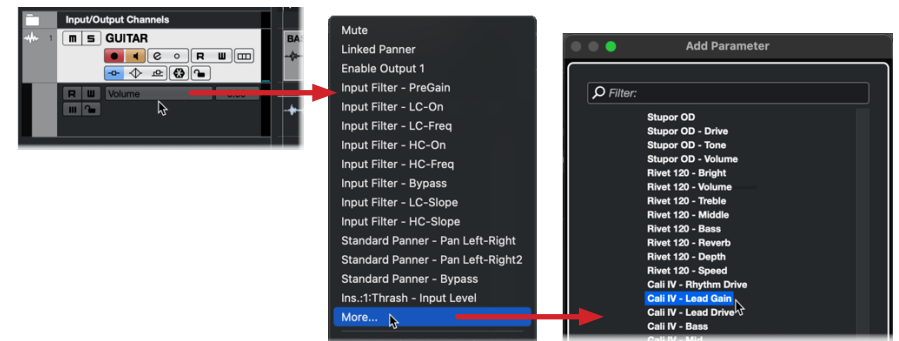 Input/Output Channels
1
m S GUITAR
e R W
R W Volume
BA
Mute
Linked Panner
Enable Output 1
Input Filter - PreGain
Input Filter - LC-On
Input Filter - LC-Freq
Input Filter - HC-On
Input Filter - HC-Freq
Input Filter - Bypass
Input Filter - LC-Slope
Input Filter - HC-Slope
Standard Panner - Pan Left-Right
Standard Panner - Pan Left-Right2
Standard Panner - Bypass
Ins.:1:Thrash - Input Level
More...
Add Parameter
Filter:
Stupor OD
Stupor OD - Drive
Stupor OD - Tone
Stupor OD - Volume
Rivet 120 - Bright
Rivet 120 - Volume
Rivet 120 - Treble
Rivet 120 - Middle
Rivet 120 - Bass
Rivet 120 - Reverb
Rivet 120 - Depth
Rivet 120 - Speed
Cali IV - Rhythm Drive
Cali IV - Lead Gain
Cali IV - Lead Drive
Cali IV - Bass
Cali IV - Mid